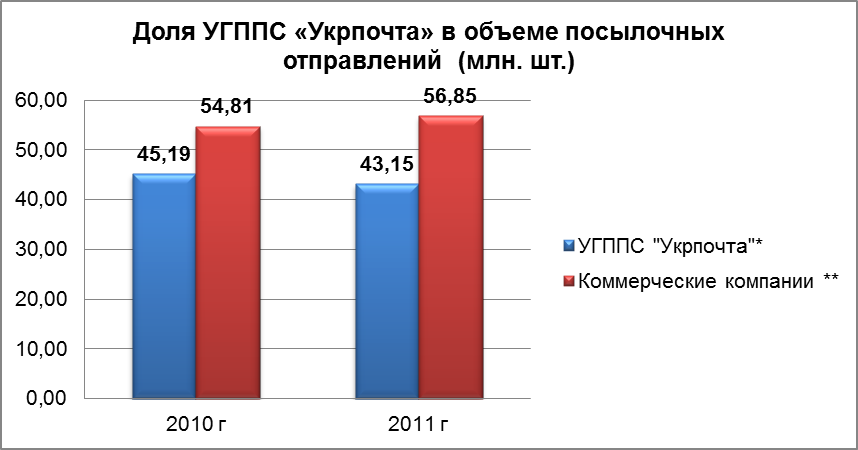 Доля УГППС «Укрпочта» в объеме посылочных
отправлений (млн. шт.)
60,00
50,00
40,00
30,00
20,00
10,00
0,00
45,19
54,81
43,15
56,85
2010 г
2011 г
УГППС "Укрпочта"*
Коммерческие компании **